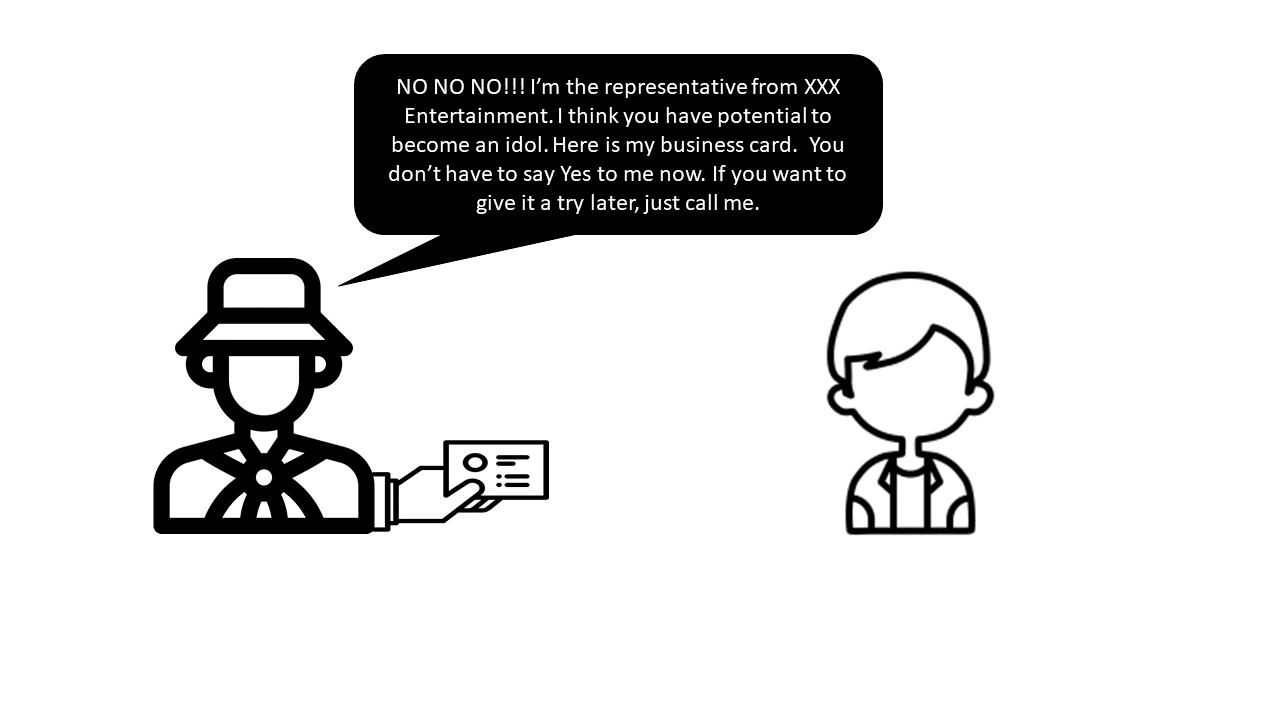 NO NO NO!!! I’m the representative from XXX
Entertainment. I think you have potential to
become an idol. Here is my business card.  You
don’t have to say Yes to me now. If you want to
give it a try later, just call me.